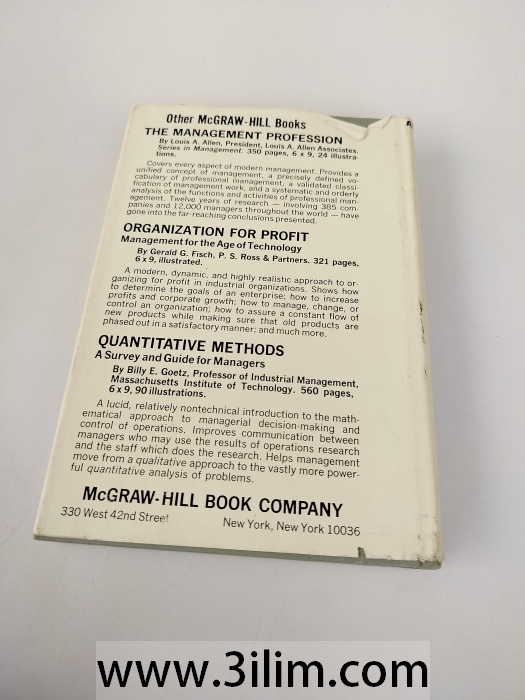 Other McGRAW-HILL Books
THE MANAGEMENT PROFESSION
By Louis A. Allen, President, Louis A. Allen Associates.
Series in Management. 350 pages, 6 x 9, 24 illustra-
tions.
Covers every aspect of modern management. Provides a
unified concept of management, a precisely defined vo-
cabulary of professional management, a validated classi-
fication of management work, and a systematic and orderly
analysis of the functions and activities of professional man-
agement. Twelve years of research — involving 385 com-
panies and 12,000 managers throughout the world — have
gone into the far-reaching conclusions presented.
ORGANIZATION FOR PROFIT
Management for the Age of Technology
By Gerald G. Fisch, P. S. Ross & Partners. 321 pages,
6 x 9, illustrated.
A modern, dynamic, and highly realistic approach to or-
ganizing for profit in industrial organizations. Shows how
to determine the goals of an enterprise; how to increase
profits and corporate growth; how to manage, change, or
control an organization; how to assure a constant flow of
new products while making sure that old products are
phased out in a satisfactory manner; and much more.
QUANTITATIVE METHODS
A Survey and Guide for Managers
By Billy E. Goetz, Professor of Industrial Management,
Massachusetts Institute of Technology. 560 pages,
6 x 9, 90 illustrations.
A lucid, relatively nontechnical introduction to the math-
ematical approach to managerial decision-making and
control of operations. Improves communication between
managers who may use the results of operations research
and the staff which does the research. Helps management
move from a qualitative approach to the vastly more power-
ful quantitative analysis of problems.
McGRAW-HILL BOOK COMPANY
330 West 42nd Street New York, New York 10036
www.3ilim.com